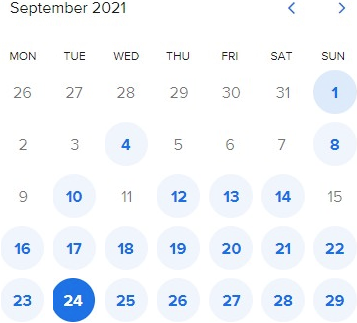 September 2021
MON TUE WED THU FRI SAT SUN
26 27 28 29 30 31 1
2 3 4 5 6 7 8
9 10 11 12 13 14 15
16 17 18 19 20 21 22
23 24 25 26 27 28 29